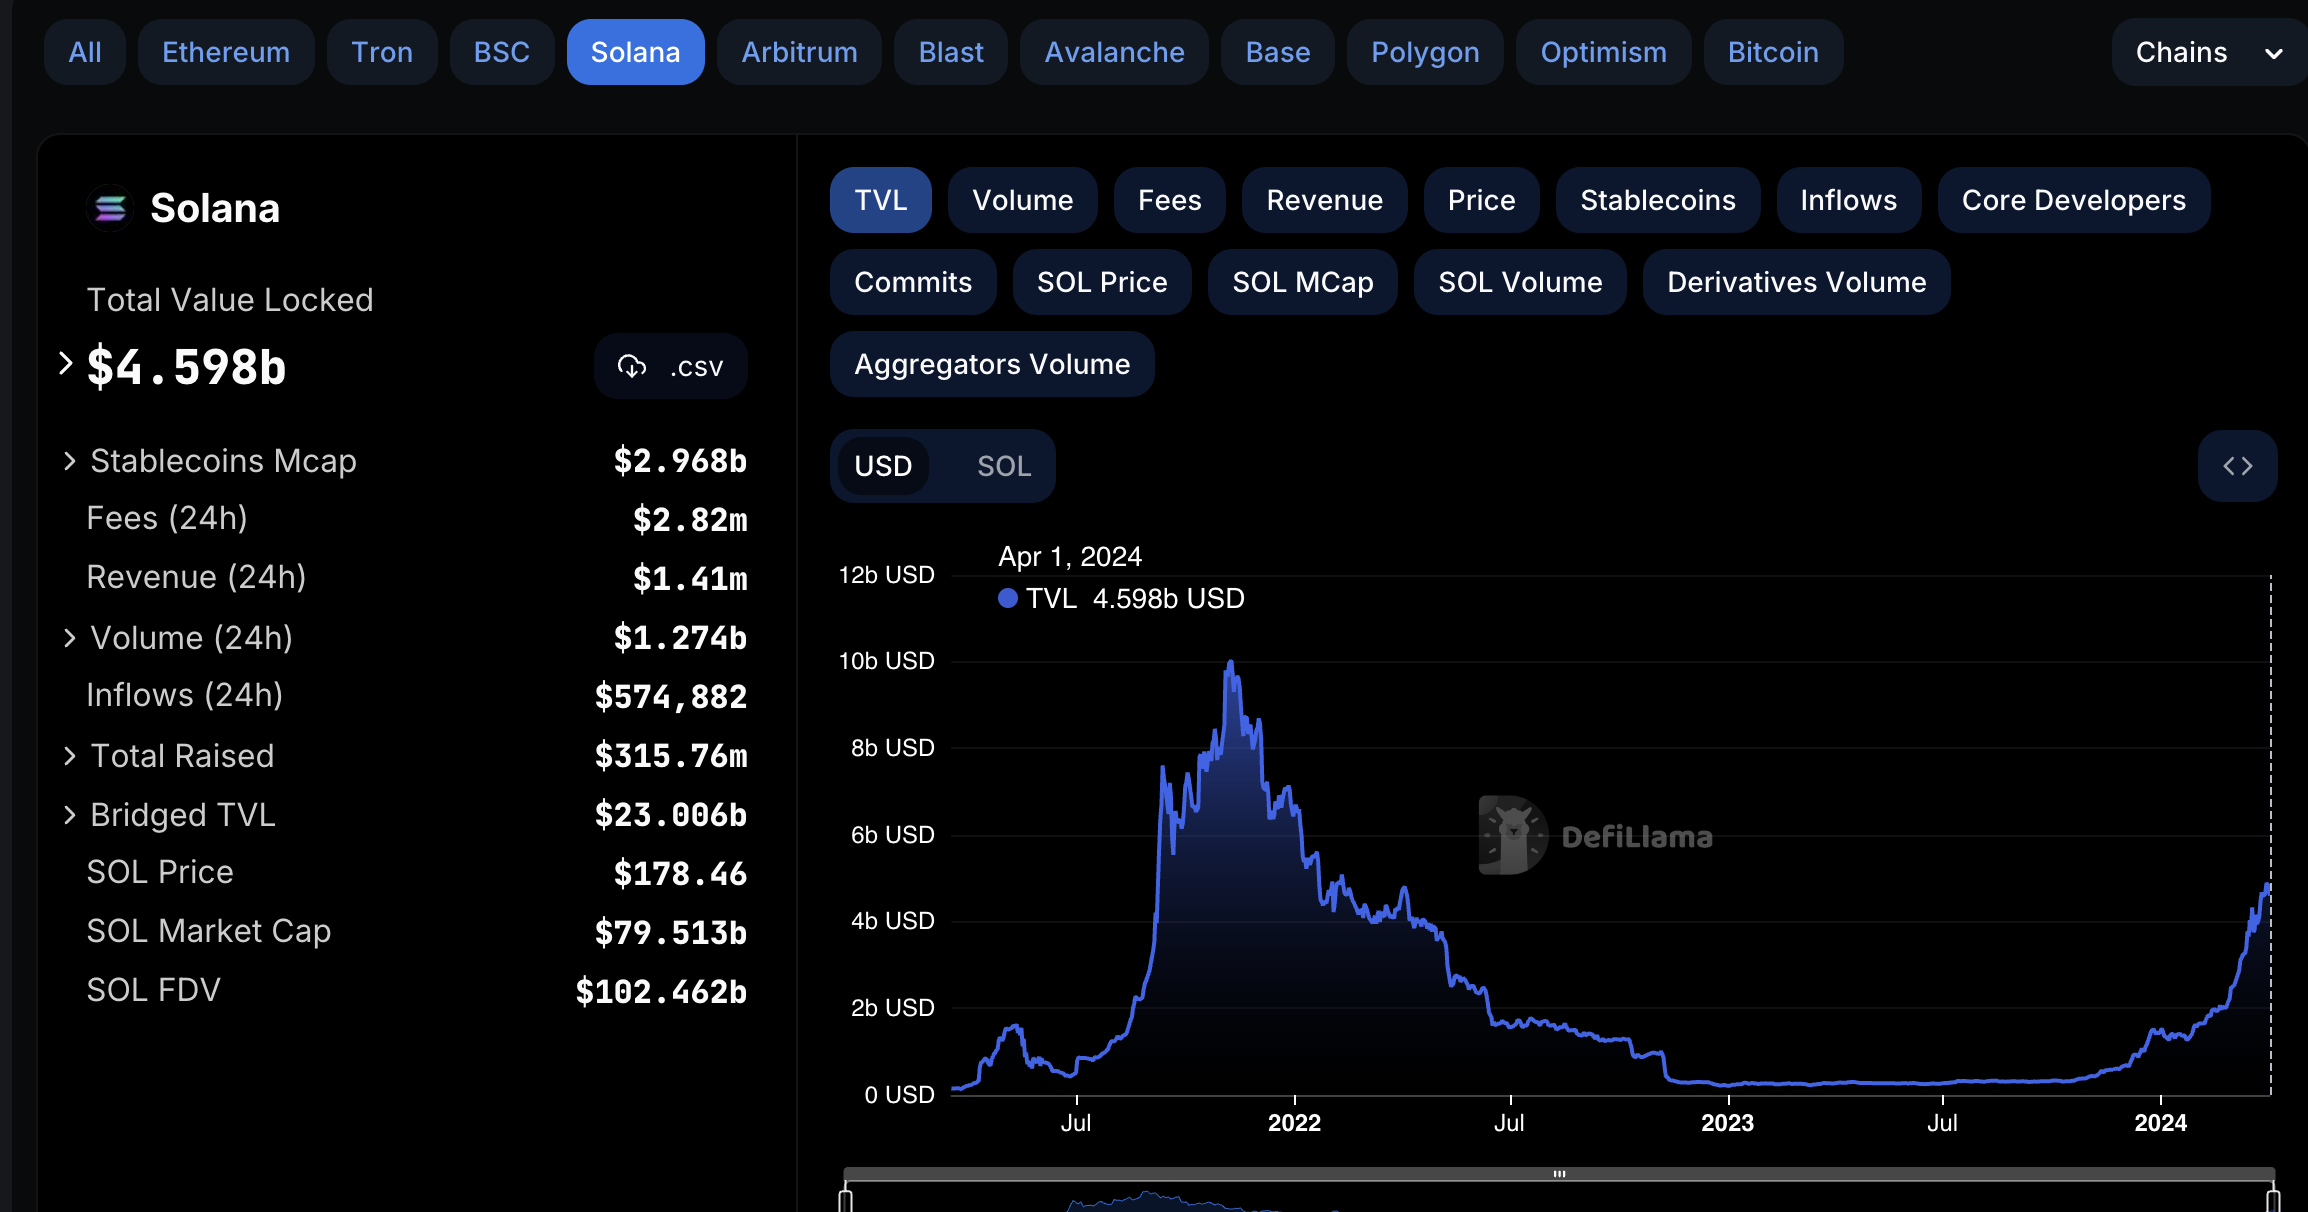 All Ethereum Tron BSC Solana Arbitrum Blast Avalanche Base Polygon Optimism Bitcoin Chains
Solana
Total Value Locked
$4.598b .csv
Stablecoins Mcap $2.968b
Fees (24h) $2.82m
Revenue (24h) $1.41m
Volume (24h) $1.274b
Inflows (24h) $574,882
Total Raised $315.76m
Bridged TVL $23.006b
SOL Price $178.46
SOL Market Cap $79.513b
SOL FDV $102.462b
TVL Volume Fees Revenue Price Stablecoins Inflows Core Developers
Commits SOL Price SOL MCap SOL Volume Derivatives Volume
Aggregators Volume
USD SOL
Apr 1, 2024
TVL 4.598b USD
12b USD
10b USD
8b USD
6b USD
4b USD
2b USD
0 USD
DefiLlama
Jul 2022 Jul 2023 Jul 2024